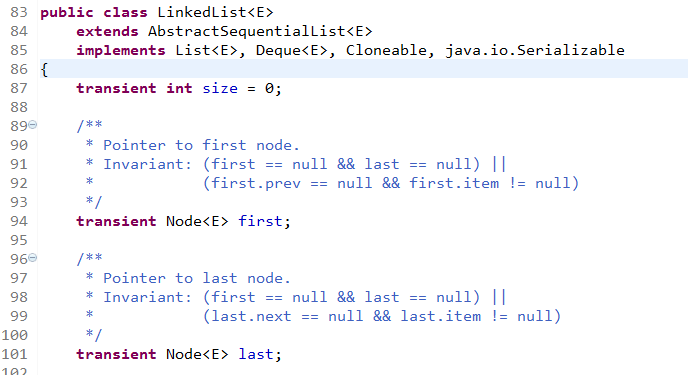 83 public class LinkedList<E>
84     extends AbstractSequentialList<E>
85     implements List<E>, Deque<E>, Cloneable, java.io.Serializable
86 {
87     transient int size = 0;
88
89     /**
90      * Pointer to first node.
91      * Invariant: (first == null && last == null) ||
92      *            (first.prev == null && first.item != null)
93      */
94     transient Node<E> first;
95
96     /**
97      * Pointer to last node.
98      * Invariant: (first == null && last == null) ||
99      *            (last.next == null && last.item != null)
100      */
101     transient Node<E> last;
102